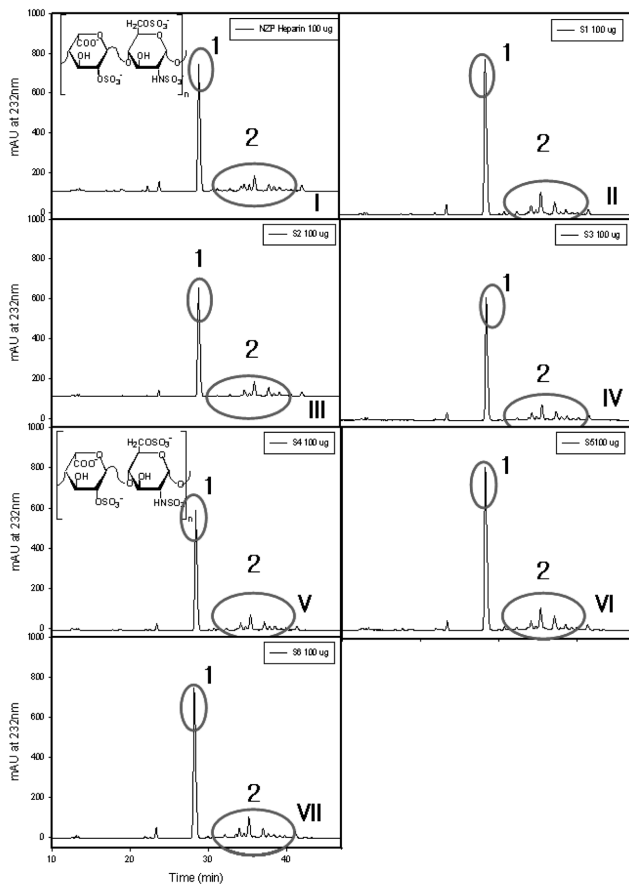 1000
800
600
400
200
0
mAU at 232nm
CH₂OSO₃⁻
COO⁻
OH
OH
OSO₃⁻
HNSO₃⁻
n
NZP Heparin 100 ug
1
2
I
S1 100 ug
1
2
II
1000
800
600
400
200
0
mAU at 232nm
S2 100 ug
1
2
III
S3 100 ug
1
2
IV
1000
800
600
400
200
0
mAU at 232nm
H₂COSO₃⁻
COO⁻
OH
OH
OSO₃⁻
n
S4 100 ug
1
2
V
S5100 ug
1
2
VI
1000
800
600
400
200
0
mAU at 232nm
S6 100 ug
1
2
VII
10 20 30 40
Time (min)